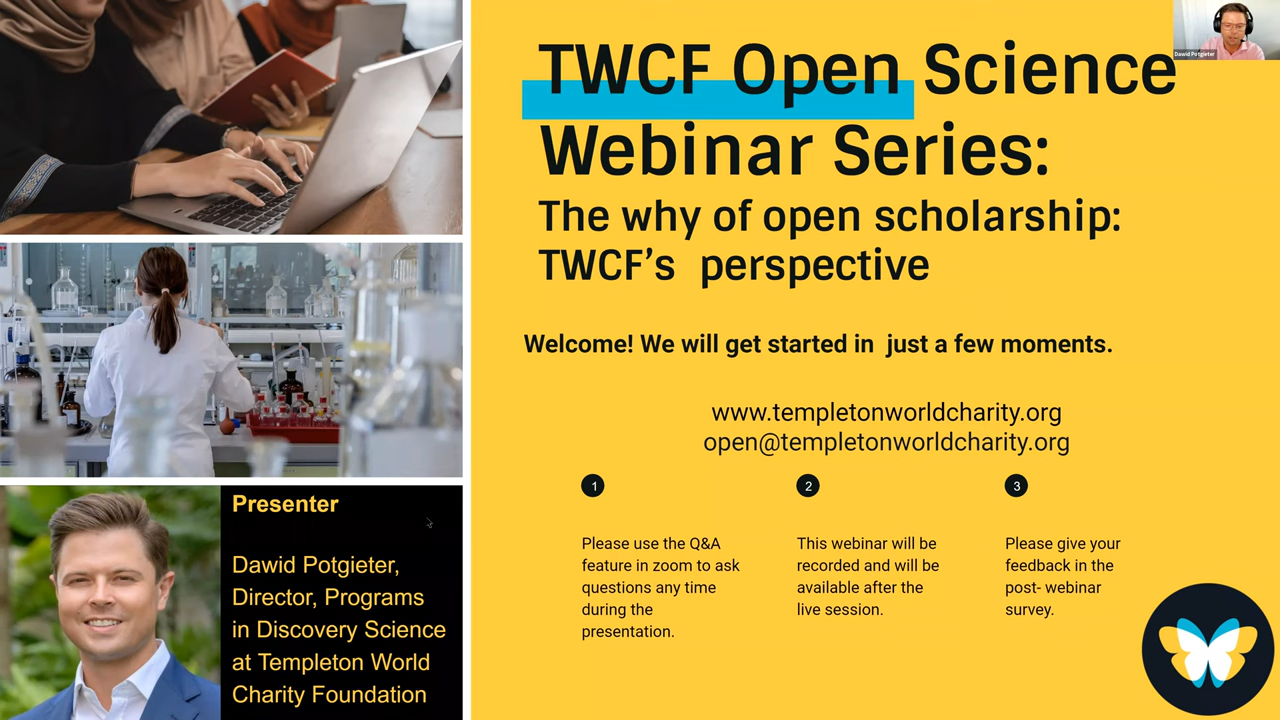 TWCF Open Science
Webinar Series:
The why of open scholarship:
TWCF’s perspective
Dawid Potgieter
Welcome! We will get started in just a few moments.
www.templetonworldcharity.org
open@templetonworldcharity.org
1
Please use the Q&A
feature in zoom to ask
questions any time
during the
presentation.
2
This webinar will be
recorded and will be
available after the
live session.
3
Please give your
feedback in the
post- webinar
survey.
Presenter
Dawid Potgieter,
Director, Programs
in Discovery Science
at Templeton World
Charity Foundation